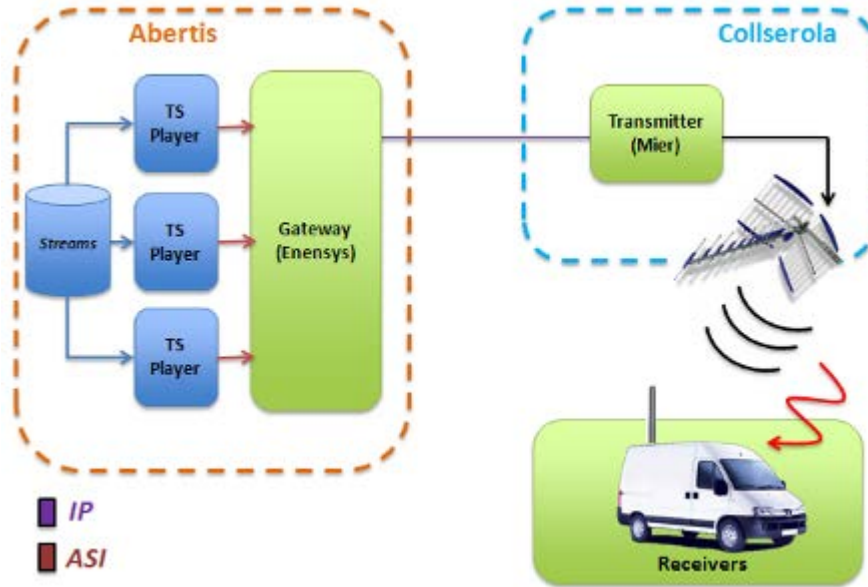 Abertis
Collserola
TS
Player
Transmitter
(Mier)
Streams
TS
Player
Gateway
(Enensys)
TS
Player
IP
ASI
Receivers